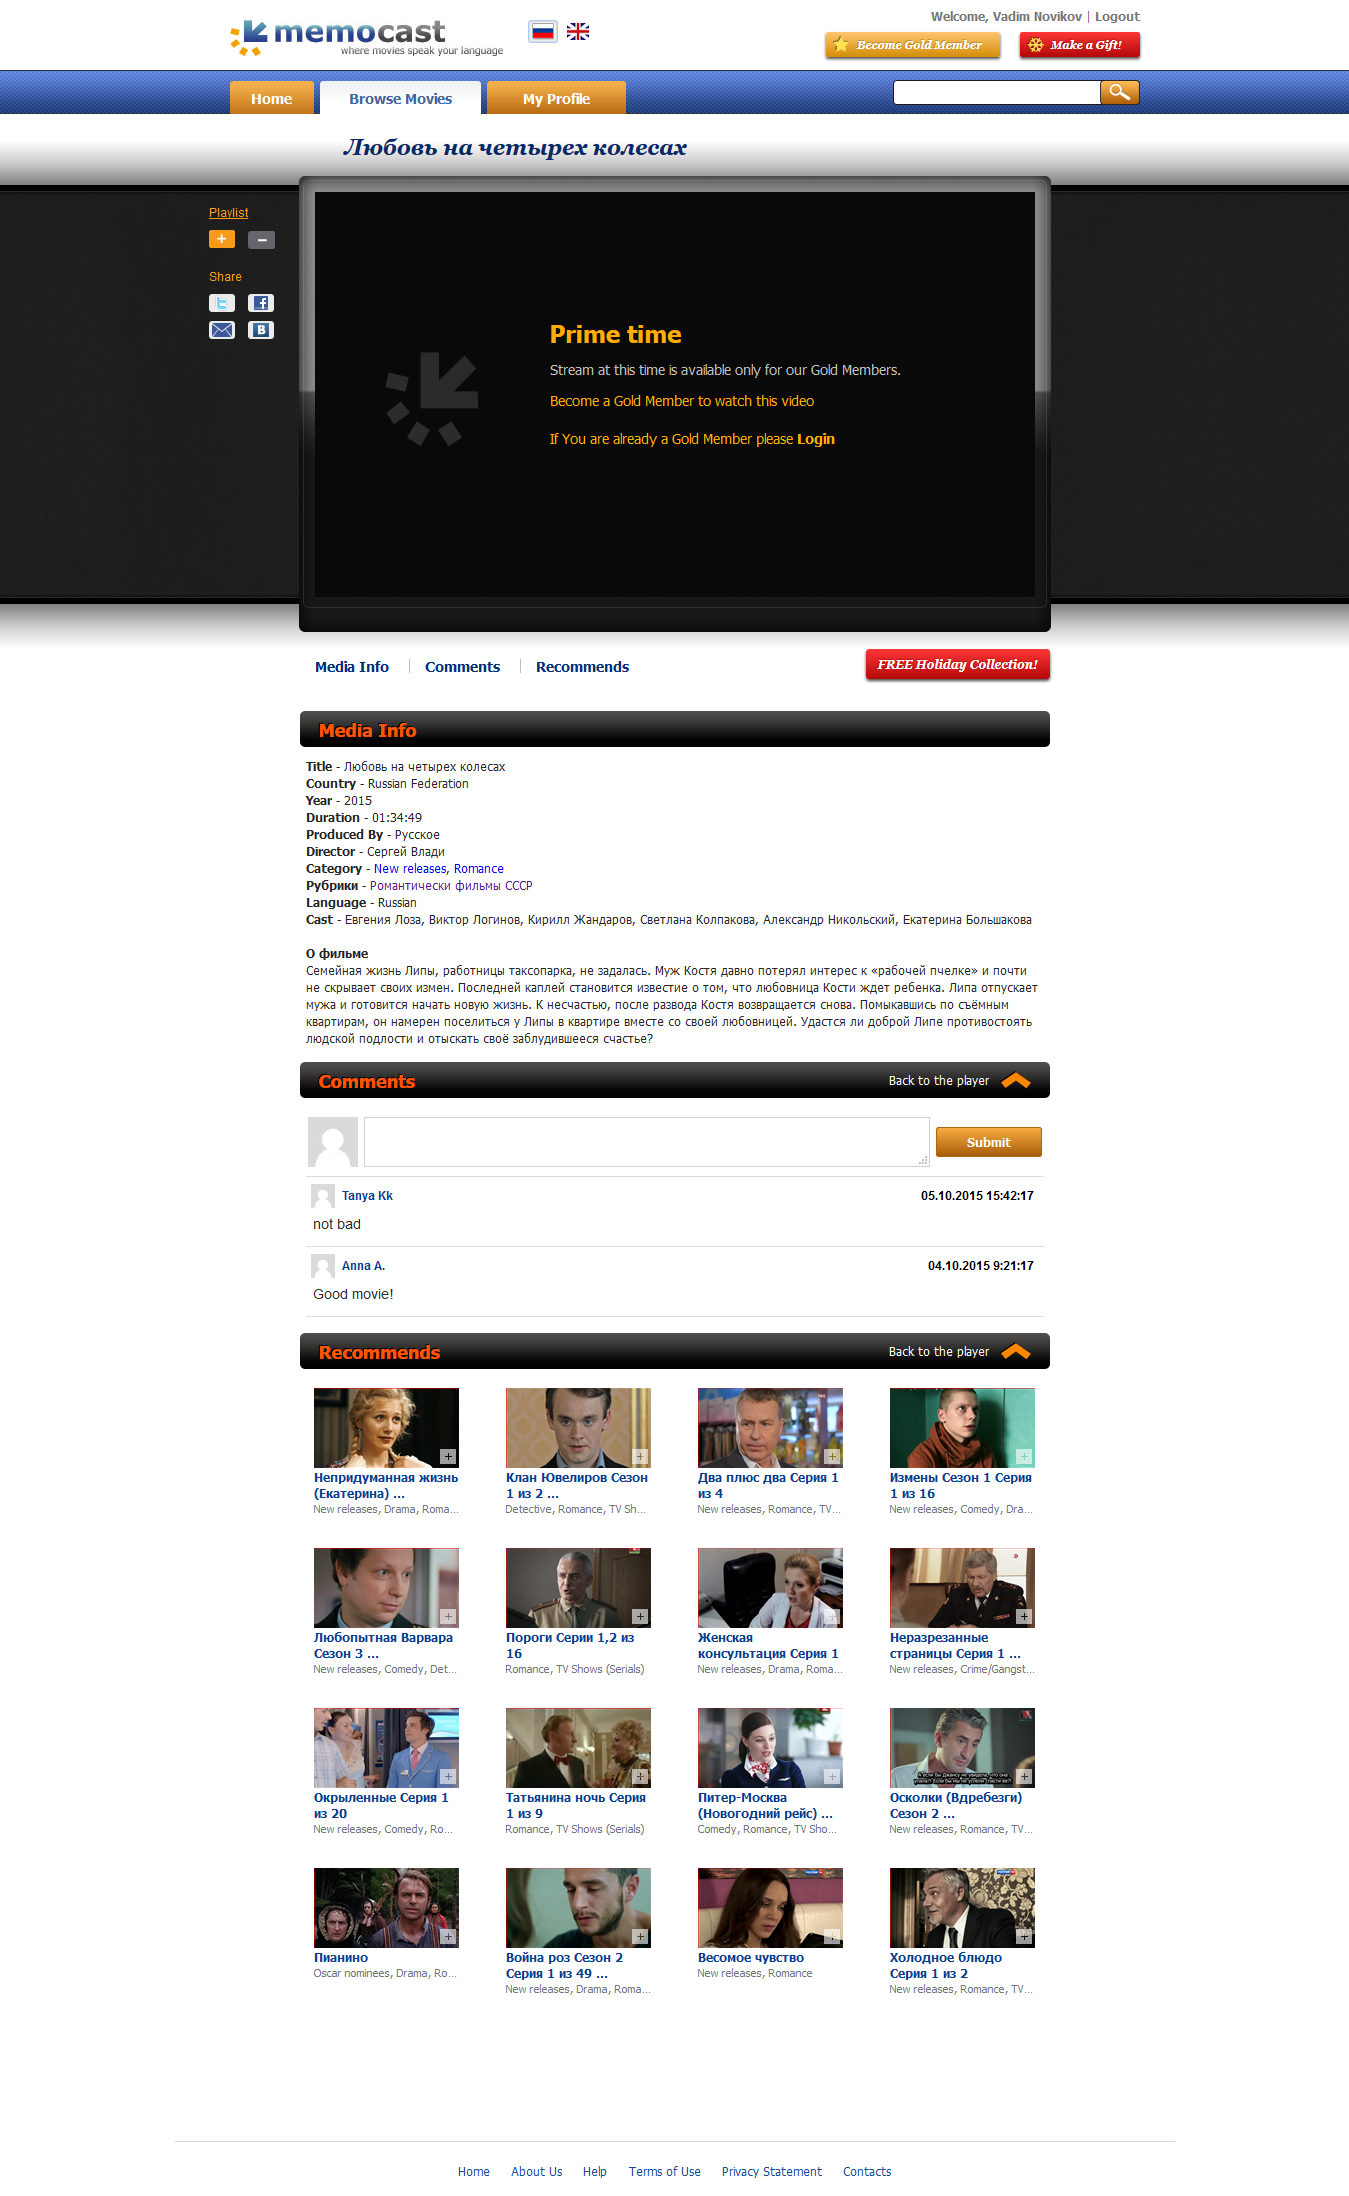 memocast
where movies speak your language
Welcome, Vadim Novikov | Logout
Become Gold Member
Make a Gift!
Home
Browse Movies
My Profile
Любовь на четырех колесах
Playlist
Share
Prime time
Stream at this time is available only for our Gold Members.
Become a Gold Member to watch this video
If You are already a Gold Member please Login
Media Info
Comments
Recommends
FREE Holiday Collection!
Media Info
Title - Любовь на четырех колесах
Country - Russian Federation
Year - 2015
Duration - 01:34:49
Produced By - Русское
Director - Сергей Влади
Category - New releases, Romance
Рубрики - Романтически фильмы СССР
Language - Russian
Cast - Евгения Лоза, Виктор Логинов, Кирилл Жандаров, Светлана Колпакова, Александр Никольский, Екатерина Большакова
О фильме
Семейная жизнь Липы, работницы таксопарка, не задалась. Муж Костя давно потерял интерес к «рабочей пчелке» и почти
не скрывает своих измен. Последней каплей становится известие о том, что любовница Кости ждет ребенка. Липа отпускает
мужа и готовится начать новую жизнь. К несчастью, после развода Костя возвращается снова. Помыкавшись по съёмным
квартирам, он намерен поселиться у Липы в квартире вместе со своей любовницей. Удастся ли доброй Липе противостоять
людской подлости и отыскать своё заблудившееся счастье?
Comments
Back to the player
Submit
Tanya Kk
05.10.2015 15:42:17
not bad
Anna A.
04.10.2015 9:21:17
Good movie!
Recommends
Back to the player
Непридуманная жизнь
(Екатерина) ...
New releases, Drama, Roma...
Клан Ювелиров Сезон
1 из 2 ...
Detective, Romance, TV Sh...
Два плюс два Серия 1
из 4
New releases, Romance, TV...
Измены Сезон 1 Серия
1 из 16
New releases, Comedy, Dra...
Любопытная Варвара
Сезон 3 ...
New releases, Comedy, Det...
Пороги Серии 1,2 из
16
Romance, TV Shows (Serials)
Женская
консультация Серия 1
New releases, Drama, Roma...
Неразрезанные
страницы Серия 1 ...
New releases, Crime/Gangst...
Окрыленные Серия 1
из 20
New releases, Comedy, Ro...
Татьянина ночь Серия
1 из 9
Romance, TV Shows (Serials)
Питер-Москва
(Новогодний рейс) ...
Comedy, Romance, TV Sho...
А если бы Джансу не увидела, что она
упала?! Если бы мы не успели спасти ее?!
Осколки (Вдребезги)
Сезон 2 ...
New releases, Romance, TV...
Пианино
Oscar nominees, Drama, Ro...
Война роз Сезон 2
Серия 1 из 49 ...
New releases, Drama, Roma...
Весомое чувство
New releases, Romance
Холодное блюдо
Серия 1 из 2
New releases, Romance, TV...
Home
About Us
Help
Terms of Use
Privacy Statement
Contacts